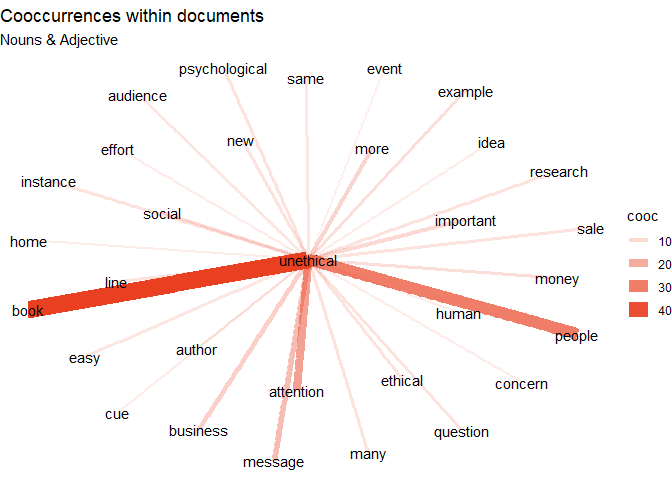 Cooccurrences within documents
Nouns & Adjective
psychological
same
event
audience
example
effort
new
more
idea
instance
research
social
important
home
sale
cooc
10
20
30
40
unethical
line
money
book
human
people
easy
author
attention
ethical
concern
cue
business
question
message
many